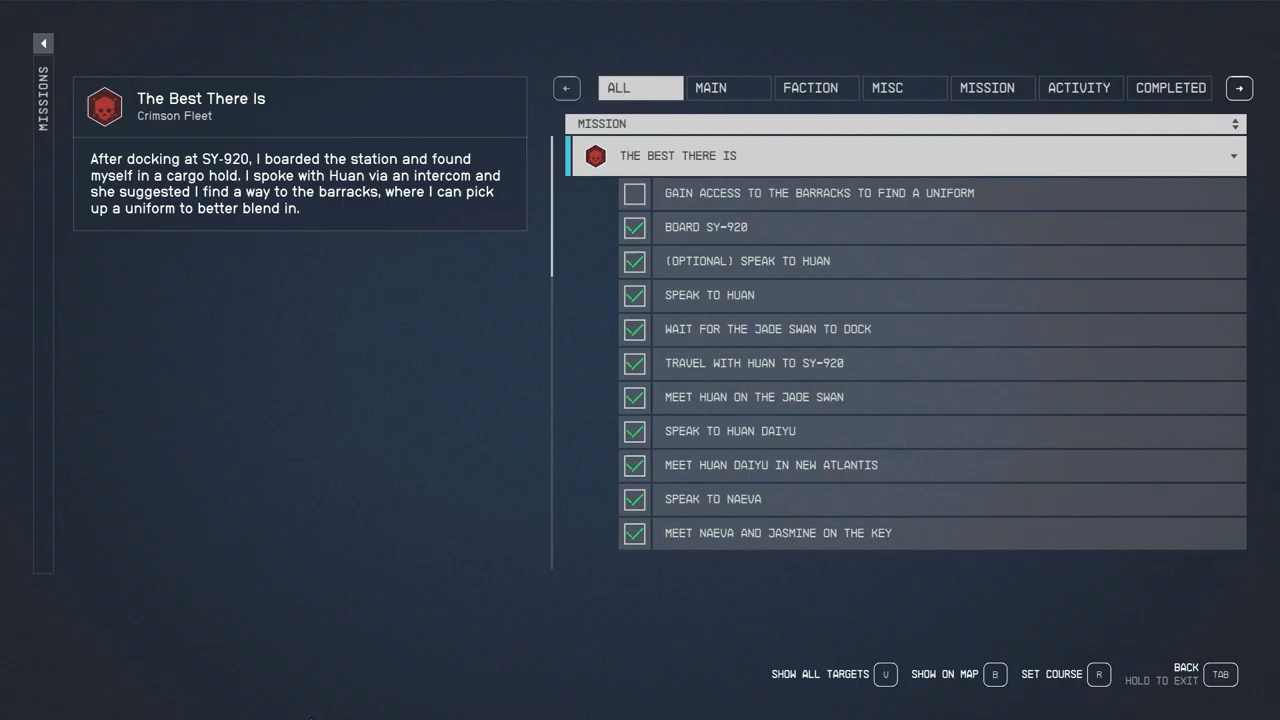 MISSIONS
The Best There Is
Crimson Fleet
After docking at SY-920, I boarded the station and found
myself in a cargo hold. I spoke with Huan via an intercom and
she suggested I find a way to the barracks, where I can pick
up a uniform to better blend in.
ALL MAIN FACTION MISC MISSION ACTIVITY COMPLETED
MISSION
THE BEST THERE IS
GAIN ACCESS TO THE BARRACKS TO FIND A UNIFORM
BOARD SY-920
(OPTIONAL) SPEAK TO HUAN
SPEAK TO HUAN
WAIT FOR THE JADE SWAN TO DOCK
TRAVEL WITH HUAN TO SY-920
MEET HUAN ON THE JADE SWAN
SPEAK TO HUAN DAIYU
MEET HUAN DAIYU IN NEW ATLANTIS
SPEAK TO NAEVA
MEET NAEVA AND JASMINE ON THE KEY
SHOW ALL TARGETS V SHOW ON MAP B SET COURSE R BACK TAB
HOLD TO EXIT